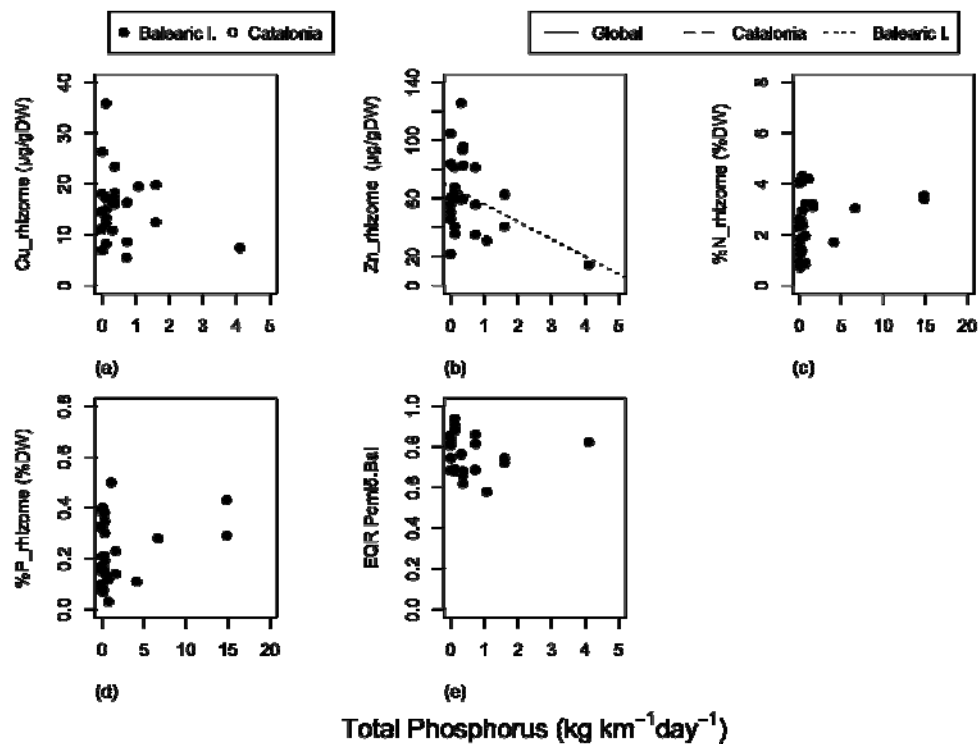 Balearic I. Catalonia
Global Catalonia Balearic I.
Cu_rhizome (µg/gDW)
0 10 20 30 40
0 1 2 3 4 5
(a)
Zn_rhizome (µg/gDW)
0 20 60 100 140
0 1 2 3 4 5
(b)
%N_rhizome (%DW)
0 2 4 6 8
0 5 10 15 20
(c)
%P_rhizome (%DW)
0.0 0.2 0.4 0.6 0.8
0 5 10 15 20
(d)
EQR
0.0 0.2 0.4 0.6 0.8 1.0
0 1 2 3 4 5
(e)
Total Phosphorus (kg km⁻¹day⁻¹)